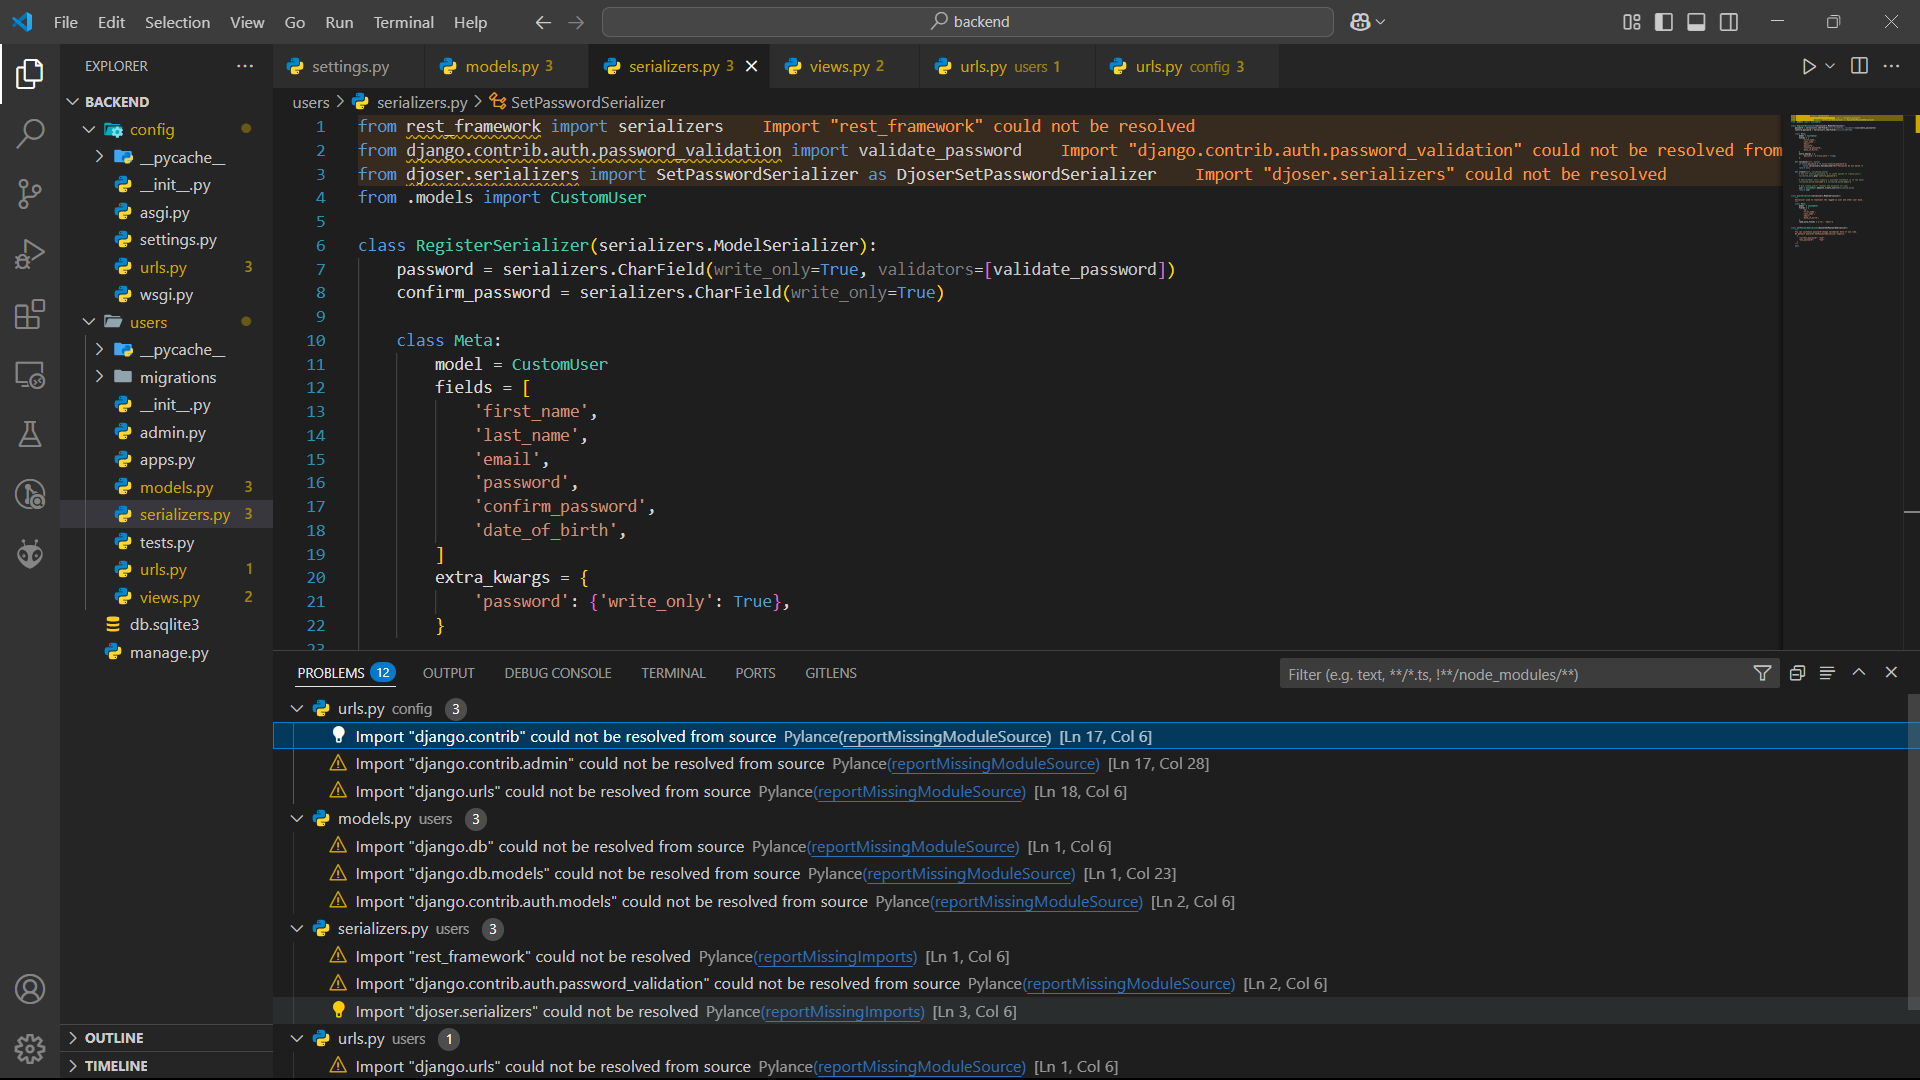 File Edit Selection View Go Run Terminal Help
backend
EXPLORER
BACKEND
config
__pycache__
__init__.py
asgi.py
settings.py
urls.py 3
wsgi.py
users
__pycache__
migrations
__init__.py
admin.py
apps.py
models.py 3
serializers.py 3
tests.py
urls.py 1
views.py 2
db.sqlite3
manage.py
OUTLINE
TIMELINE
settings.py models.py 3 serializers.py 3 views.py 2 urls.py users 1 urls.py config 3
users > serializers.py > SetPasswordSerializer
1 from rest_framework import serializers Import "rest_framework" could not be resolved
2 from django.contrib.auth.password_validation import validate_password Import "django.contrib.auth.password_validation" could not be resolved from
3 from djoser.serializers import SetPasswordSerializer as DjoserSetPasswordSerializer Import "djoser.serializers" could not be resolved
4 from .models import CustomUser
5
6 class RegisterSerializer(serializers.ModelSerializer):
7 password = serializers.CharField(write_only=True, validators=[validate_password])
8 confirm_password = serializers.CharField(write_only=True)
9
10 class Meta:
11 model = CustomUser
12 fields = [
13 'first_name',
14 'last_name',
15 'email',
16 'password',
17 'confirm_password',
18 'date_of_birth',
19 ]
20 extra_kwargs = {
21 'password': {'write_only': True},
22 }
23
PROBLEMS 12 OUTPUT DEBUG CONSOLE TERMINAL PORTS GITLENS
Filter (e.g. text, **/*.ts, !**/node_modules/**)
urls.py config 3
Import "django.contrib" could not be resolved from source Pylance(reportMissingModuleSource) [Ln 17, Col 6]
Import "django.contrib.admin" could not be resolved from source Pylance(reportMissingModuleSource) [Ln 17, Col 28]
Import "django.urls" could not be resolved from source Pylance(reportMissingModuleSource) [Ln 18, Col 6]
models.py users 3
Import "django.db" could not be resolved from source Pylance(reportMissingModuleSource) [Ln 1, Col 6]
Import "django.db.models" could not be resolved from source Pylance(reportMissingModuleSource) [Ln 1, Col 23]
Import "django.contrib.auth.models" could not be resolved from source Pylance(reportMissingModuleSource) [Ln 2, Col 6]
serializers.py users 3
Import "rest_framework" could not be resolved Pylance(reportMissingImports) [Ln 1, Col 6]
Import "django.contrib.auth.password_validation" could not be resolved from source Pylance(reportMissingModuleSource) [Ln 2, Col 6]
Import "djoser.serializers" could not be resolved Pylance(reportMissingImports) [Ln 3, Col 6]
urls.py users 1
Import "django.urls" could not be resolved from source Pylance(reportMissingModuleSource) [Ln 1, Col 6]